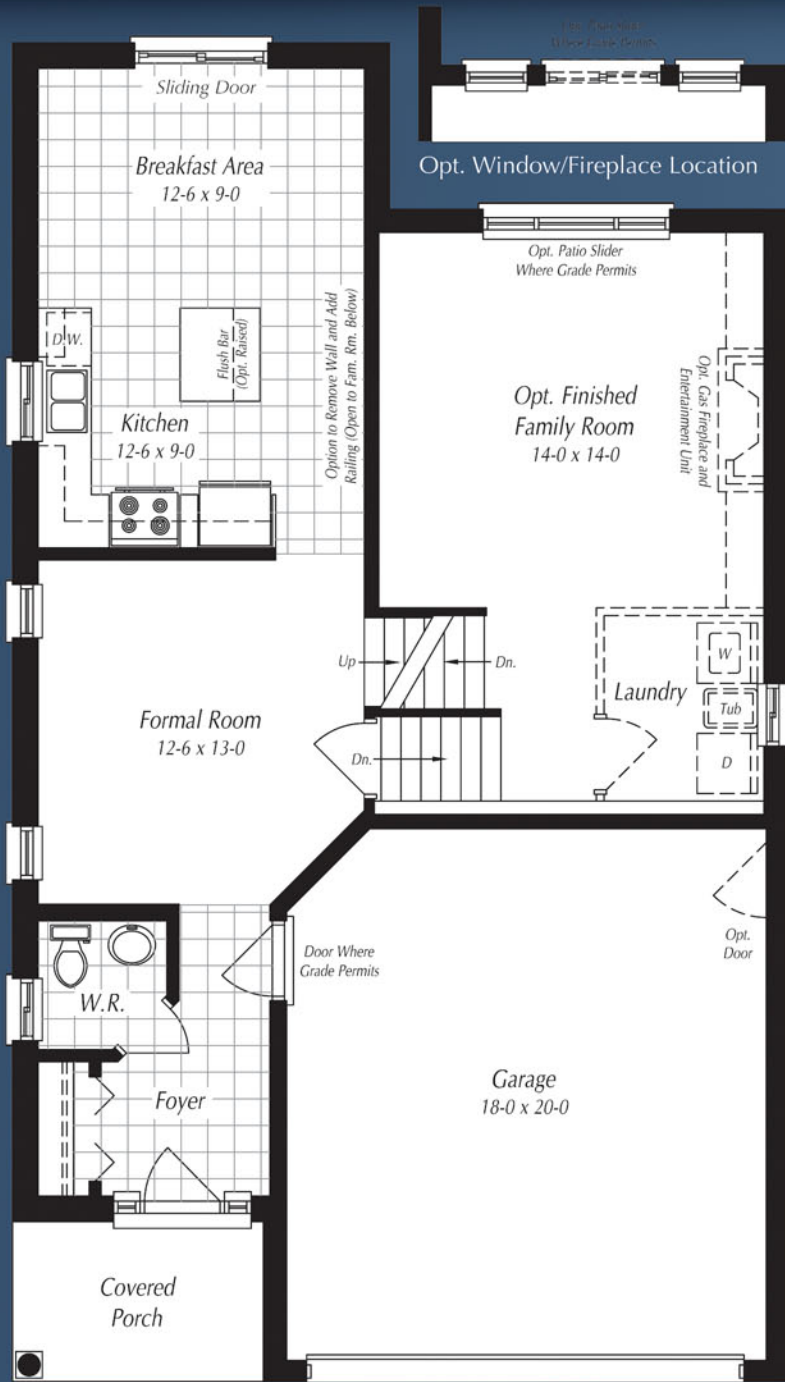 Where Grade Permits
Opt. Window/Fireplace Location
Sliding Door
Breakfast Area
12-6 x 9-0
D.W.
Flush Bar
(Opt. Raised)
Option to Remove Wall and Add
Railing (Open to Fam. Rm. Below)
Kitchen
12-6 x 9-0
Opt. Patio Slider
Where Grade Permits
Opt. Finished
Family Room
14-0 x 14-0
Opt. Gas Fireplace and
Entertainment Unit
Up
Dn.
Laundry
W
Tub
D
Formal Room
12-6 x 13-0
Dn.
Door Where
Grade Permits
Opt.
Door
W.R.
Foyer
Garage
18-0 x 20-0
Covered
Porch